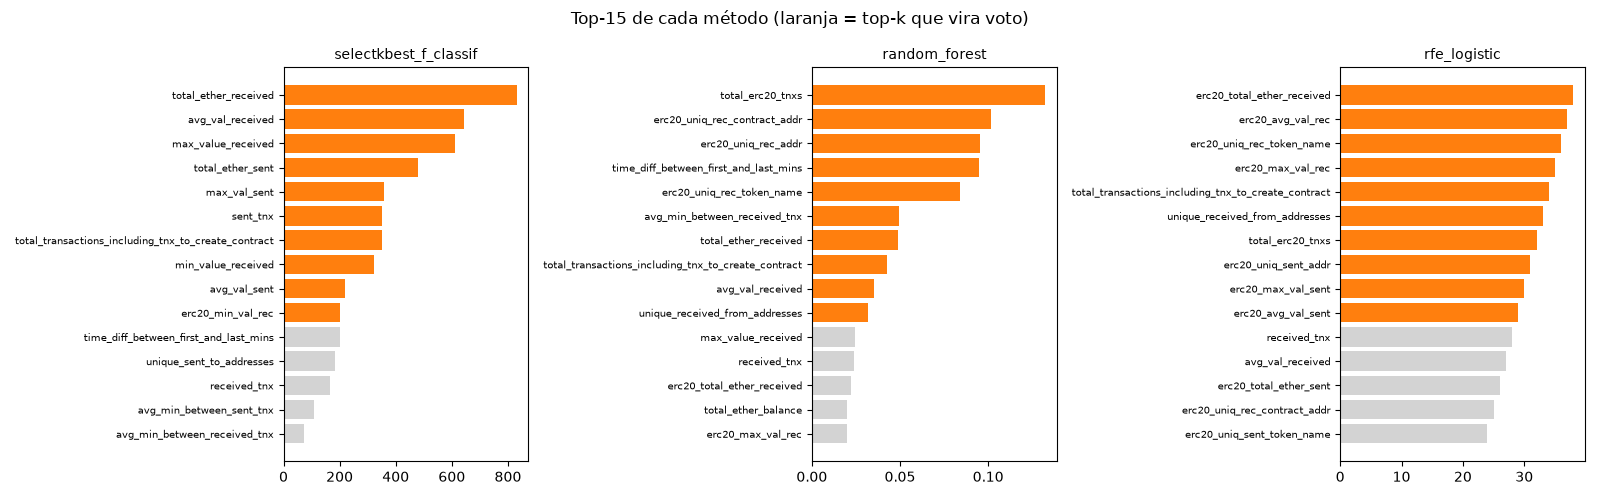 Top-15 de cada método (laranja = top-k que vira voto)
selectkbest_f_classif
total_ether_received
avg_val_received
max_value_received
total_ether_sent
max_val_sent
sent_tnx
total_transactions_including_tnx_to_create_contract
min_value_received
avg_val_sent
erc20_min_val_rec
time_diff_between_first_and_last_mins
unique_sent_to_addresses
received_tnx
avg_min_between_sent_tnx
avg_min_between_received_tnx
0 200 400 600 800
random_forest
total_erc20_tnxs
erc20_uniq_rec_contract_addr
erc20_uniq_rec_addr
time_diff_between_first_and_last_mins
erc20_uniq_rec_token_name
avg_min_between_received_tnx
total_ether_received
total_transactions_including_tnx_to_create_contract
avg_val_received
unique_received_from_addresses
max_value_received
received_tnx
erc20_total_ether_received
total_ether_balance
erc20_max_val_rec
0.00 0.05 0.10
rfe_logistic
erc20_total_ether_received
erc20_avg_val_rec
erc20_uniq_rec_token_name
erc20_max_val_rec
total_transactions_including_tnx_to_create_contract
unique_received_from_addresses
total_erc20_tnxs
erc20_uniq_sent_addr
erc20_max_val_sent
erc20_avg_val_sent
received_tnx
avg_val_received
erc20_total_ether_sent
erc20_uniq_rec_contract_addr
erc20_uniq_sent_token_name
0 10 20 30